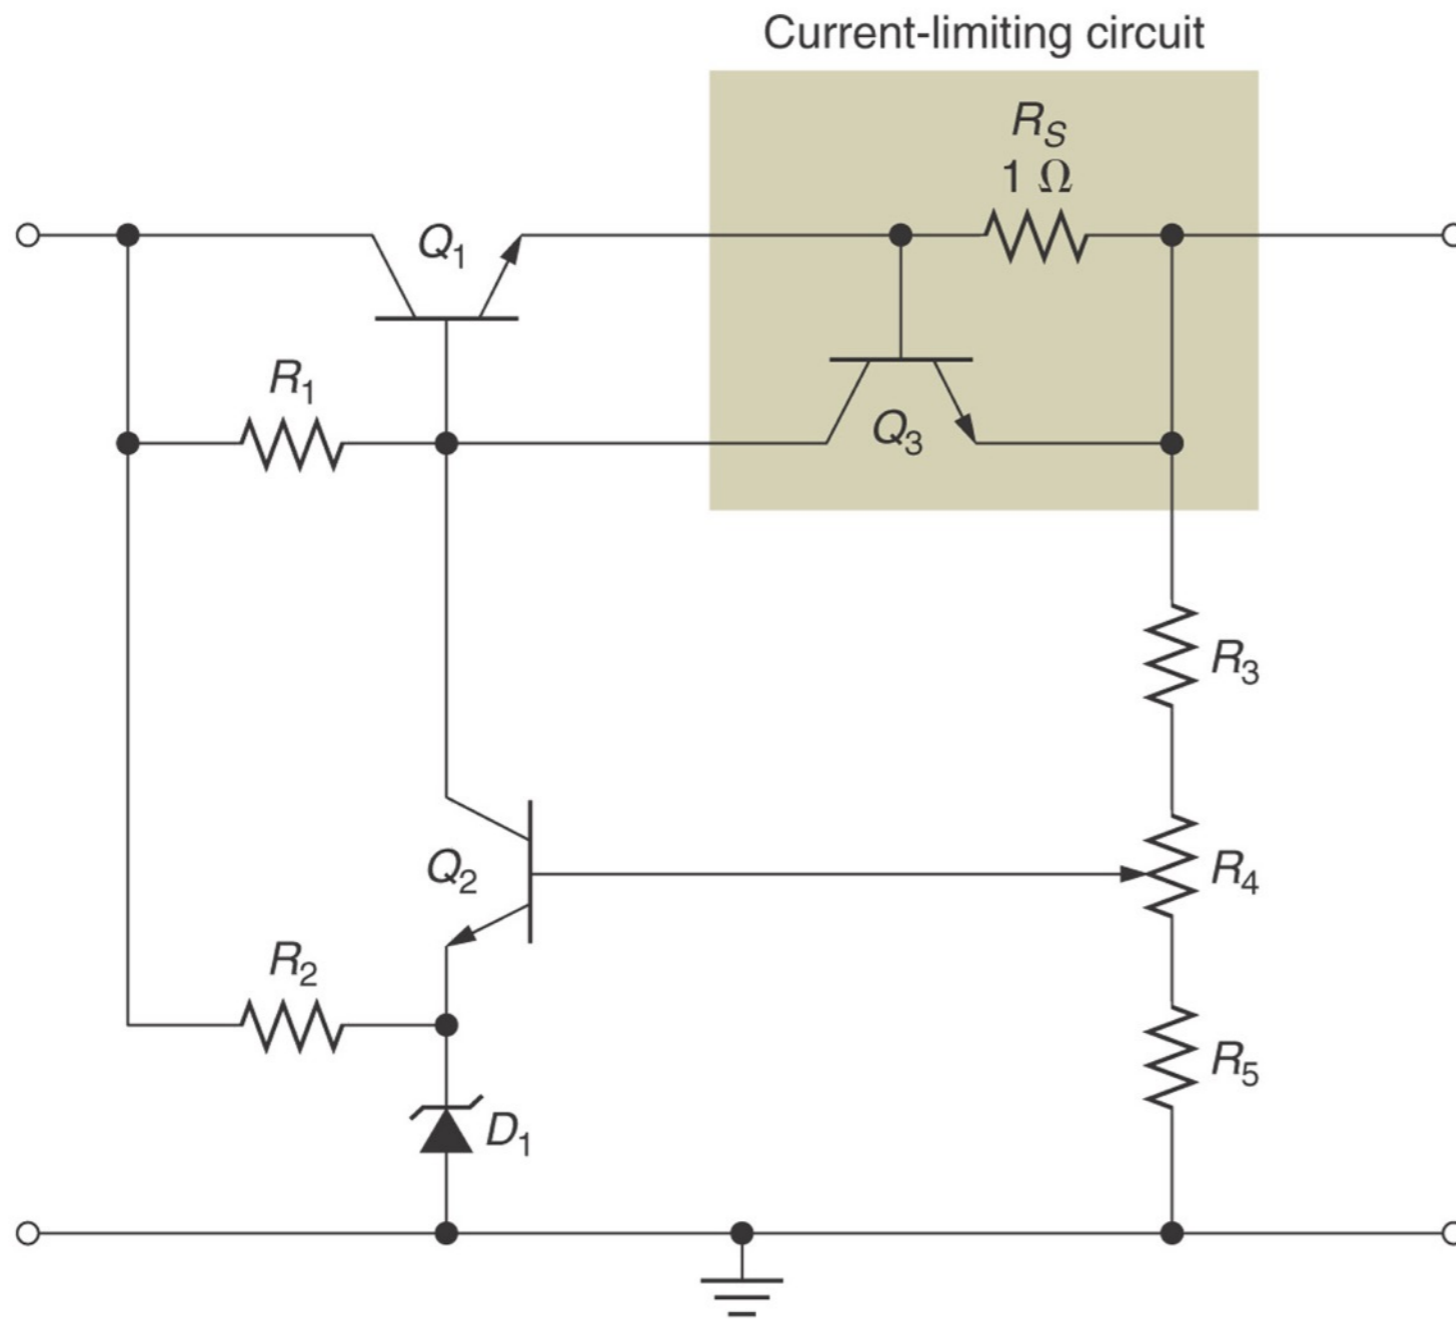 Current-limiting circuit
R_S
1 Ω
Q_1
R_1
Q_3
R_3
Q_2
R_4
R_2
R_5
D_1